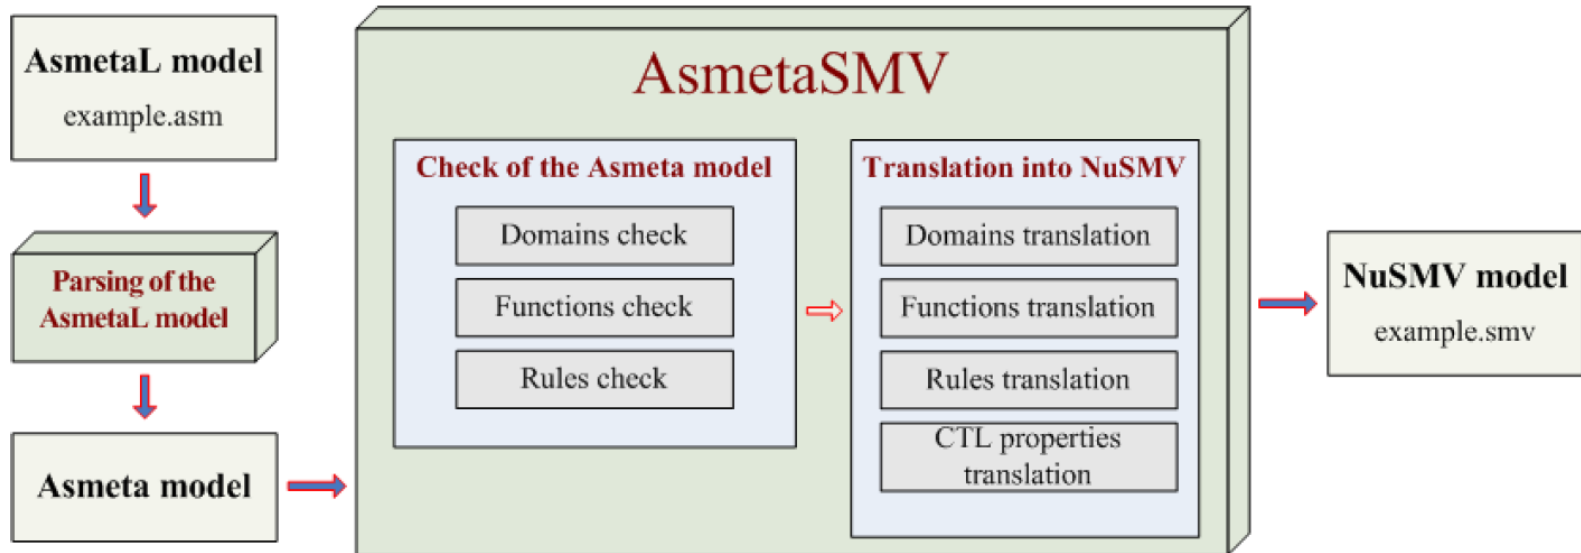 AsmetaL model
example.asm
Parsing of the
AsmetaL model
Asmeta model
AsmetaSMV
Check of the Asmeta model
Domains check
Functions check
Rules check
Translation into NuSMV
Domains translation
Functions translation
Rules translation
CTL properties
translation
NuSMV model
example.smv